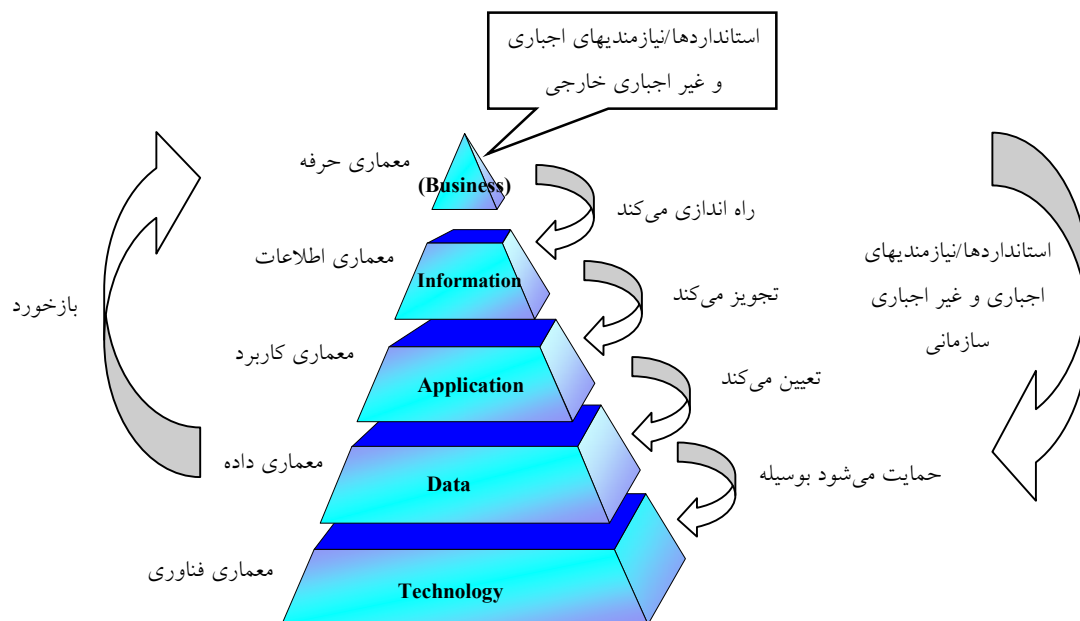 استانداردها/نیازمندیهای اجباری
و غیر اجباری خارجی
معماری حرفه
(Business)
راه اندازی می‌کند
معماری اطلاعات
Information
تجویز می‌کند
استانداردها/نیازمندیهای
اجباری و غیر اجباری
سازمانی
بازخورد
معماری کاربرد
Application
تعیین می‌کند
معماری داده
Data
حمایت می‌شود بوسیله
معماری فناوری
Technology